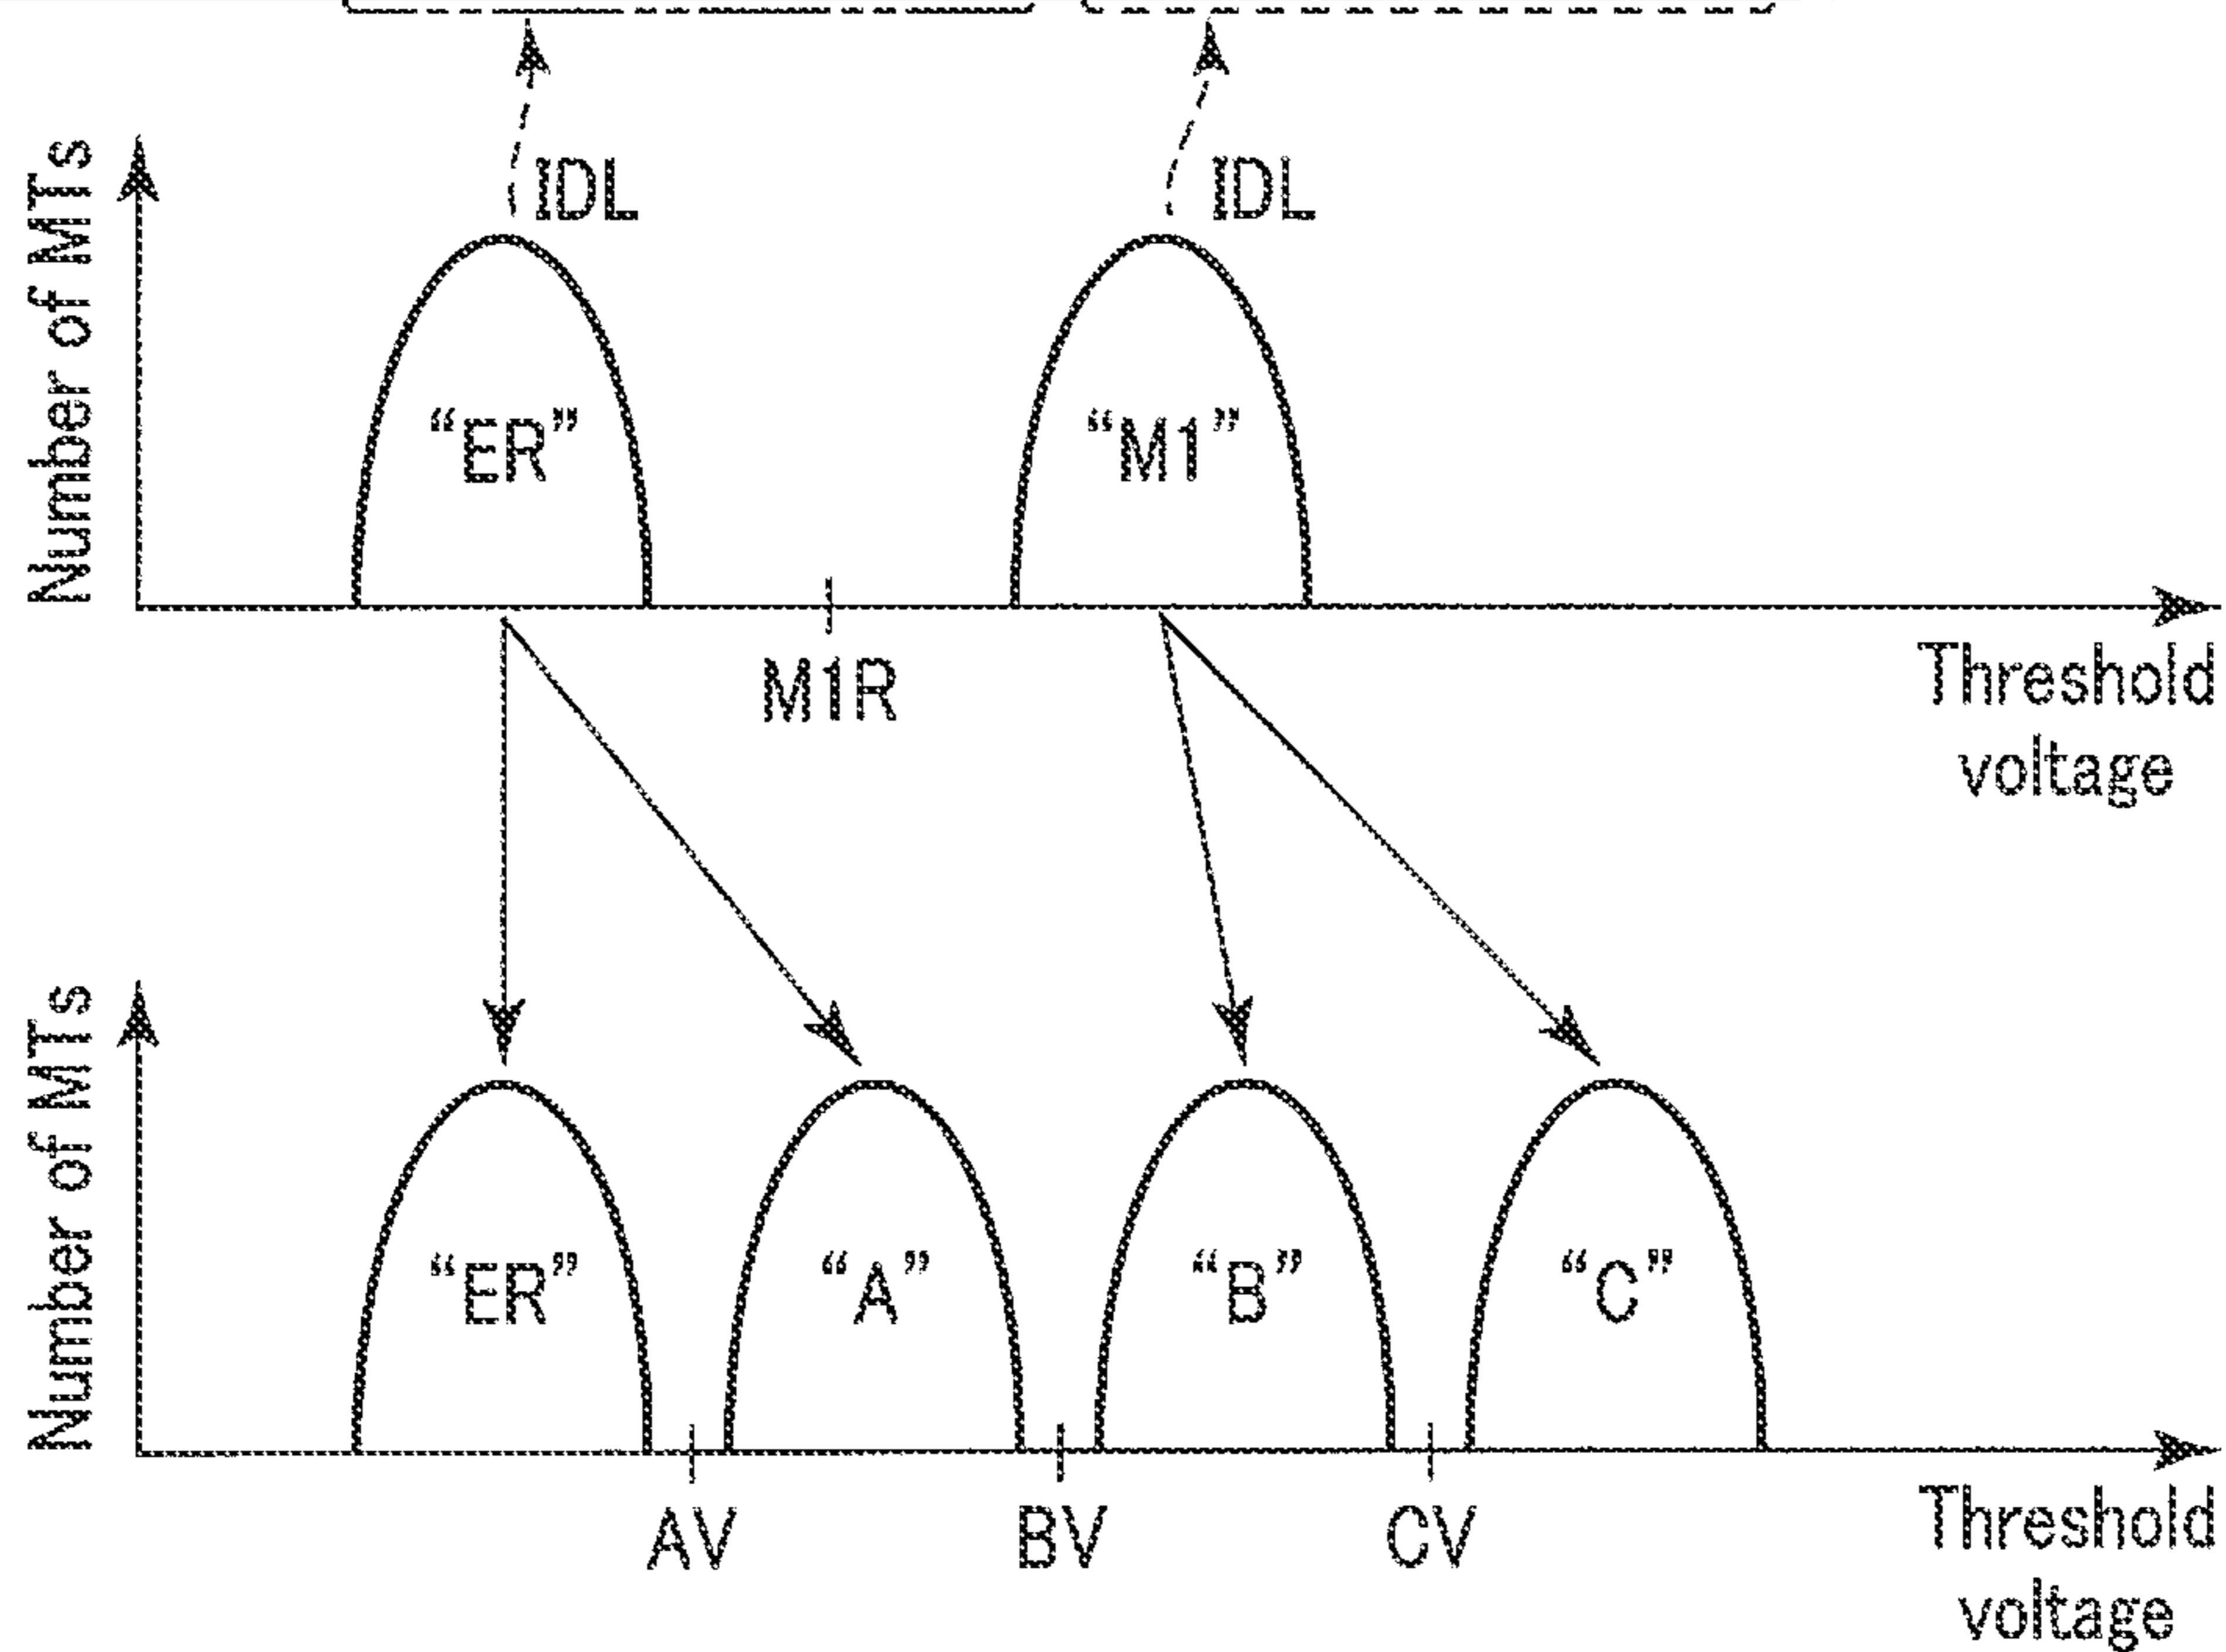 IDL
IDL
Number of MTs
“ER”
“M1”
M1R
Threshold
voltage
Number of MTs
“ER”
“A”
“B”
“C”
AV
BV
CV
Threshold
voltage